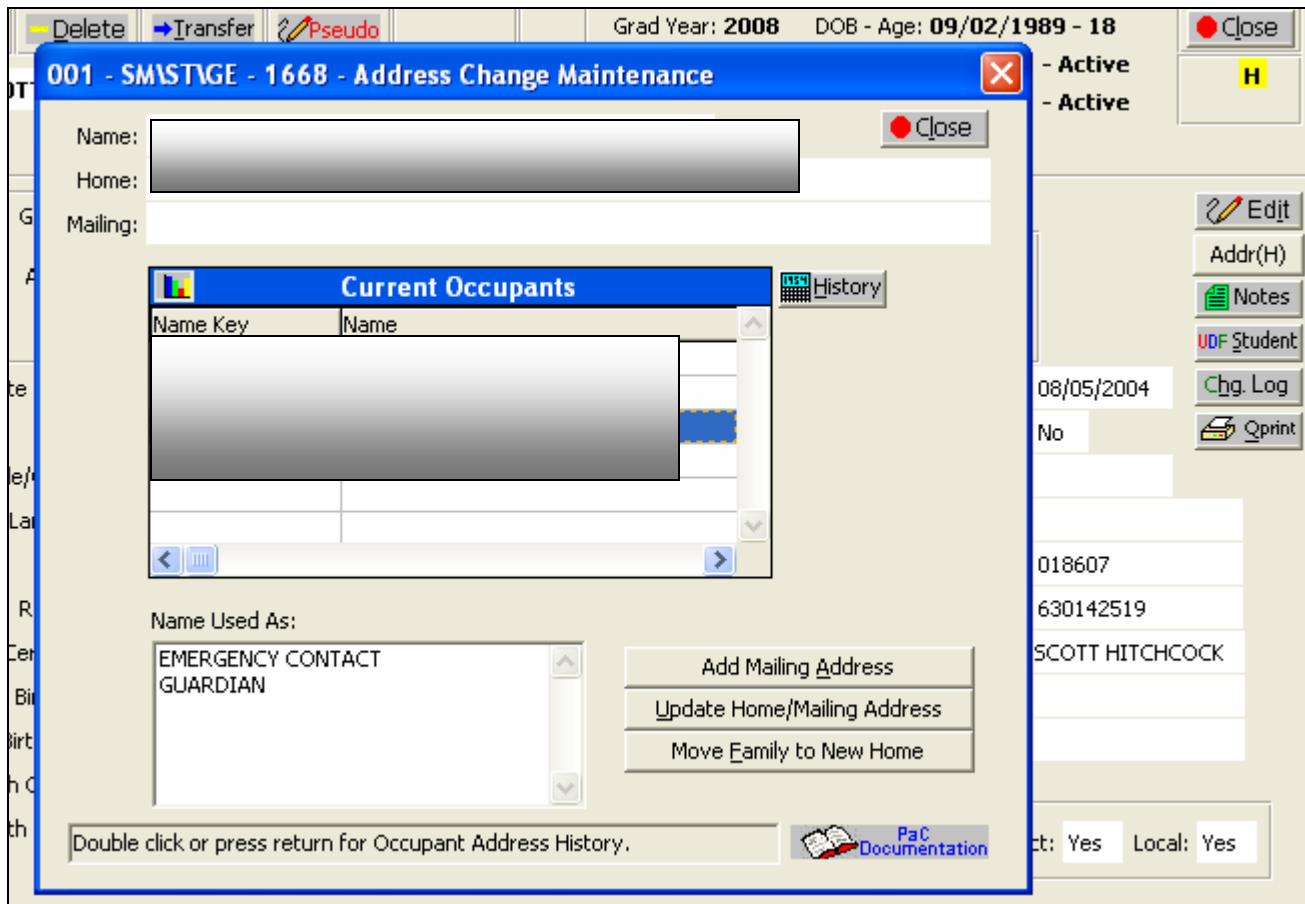 Delete Transfer Pseudo Grad Year: 2008 DOB - Age: 09/02/1989 - 18 Close
001 - SM\ST\GE - 1668 - Address Change Maintenance
- Active
H
- Active
Name:
Close
Home:
Mailing:
Edit
Addr(H)
Current Occupants
History
Notes
Name Key Name
UDF Student
08/05/2004
Chg. Log
No
Qprint
018607
630142519
SCOTT HITCHCOCK
Name Used As:
EMERGENCY CONTACT
GUARDIAN
Add Mailing Address
Update Home/Mailing Address
Move Family to New Home
Double click or press return for Occupant Address History.
PaC
Documentation
ct: Yes Local: Yes